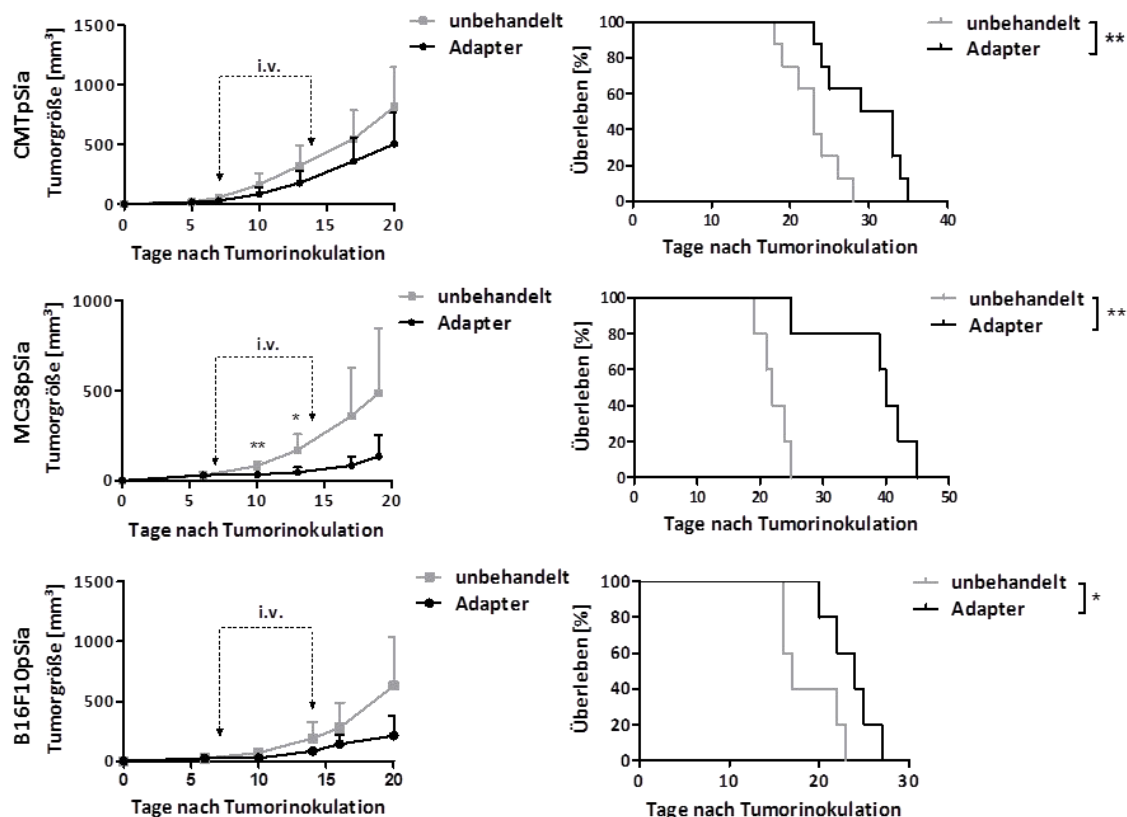 CMTpSia
Tumorgröße [mm³]
1500
1000
500
0
0 5 10 15 20
Tage nach Tumorinokulation
i.v.
unbehandelt
Adapter
Überleben [%]
100
80
60
40
20
0
0 10 20 30 40
Tage nach Tumorinokulation
unbehandelt
Adapter
**
MC38pSia
Tumorgröße [mm³]
1000
500
0
0 5 10 15 20
Tage nach Tumorinokulation
i.v.
**
*
unbehandelt
Adapter
Überleben [%]
100
80
60
40
20
0
0 10 20 30 40 50
Tage nach Tumorinokulation
unbehandelt
Adapter
**
B16F10pSia
Tumorgröße [mm³]
1500
1000
500
0
0 5 10 15 20
Tage nach Tumorinokulation
i.v.
unbehandelt
Adapter
Überleben [%]
100
80
60
40
20
0
0 10 20 30
Tage nach Tumorinokulation
unbehandelt
Adapter
*